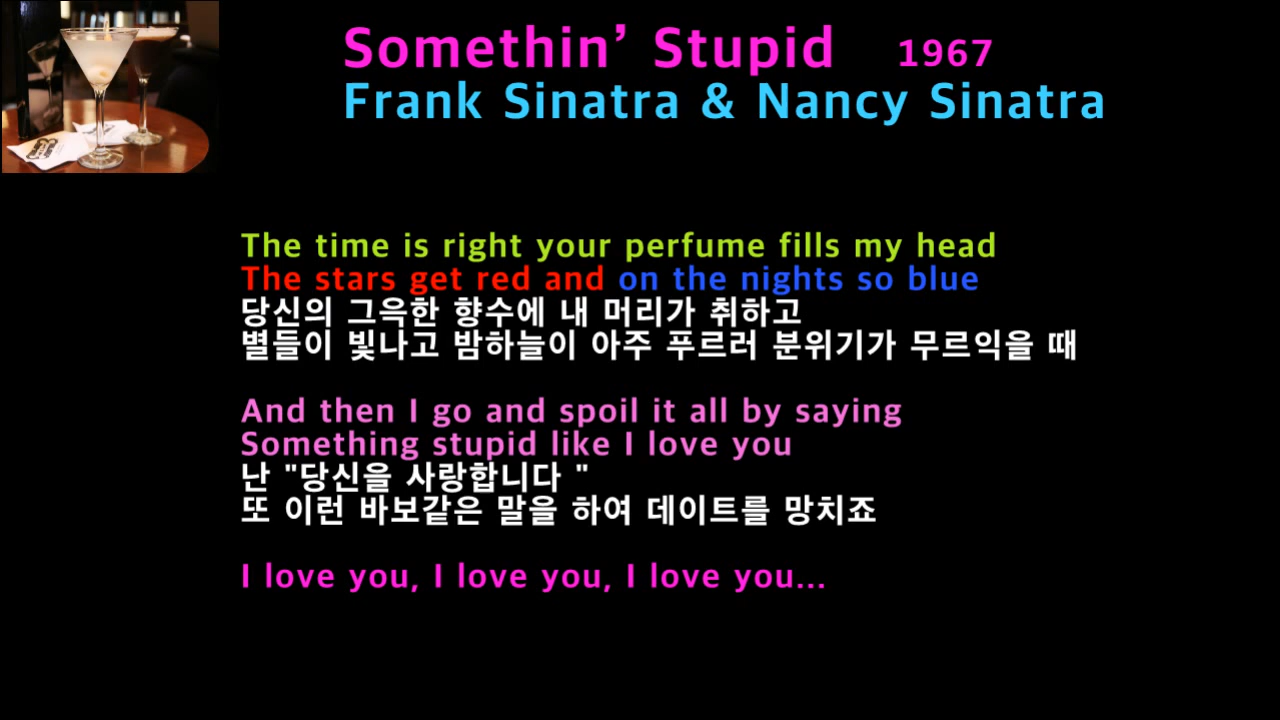 Somethin’ Stupid 1967
Frank Sinatra & Nancy Sinatra
The time is right your perfume fills my head
The stars get red and on the nights so blue
당신의 그윽한 향수에 내 머리가 취하고
별들이 빛나고 밤하늘이 아주 푸르러 분위기가 무르익을 때
And then I go and spoil it all by saying
Something stupid like I love you
난 "당신을 사랑합니다 "
또 이런 바보같은 말을 하여 데이트를 망치죠
I love you, I love you, I love you...